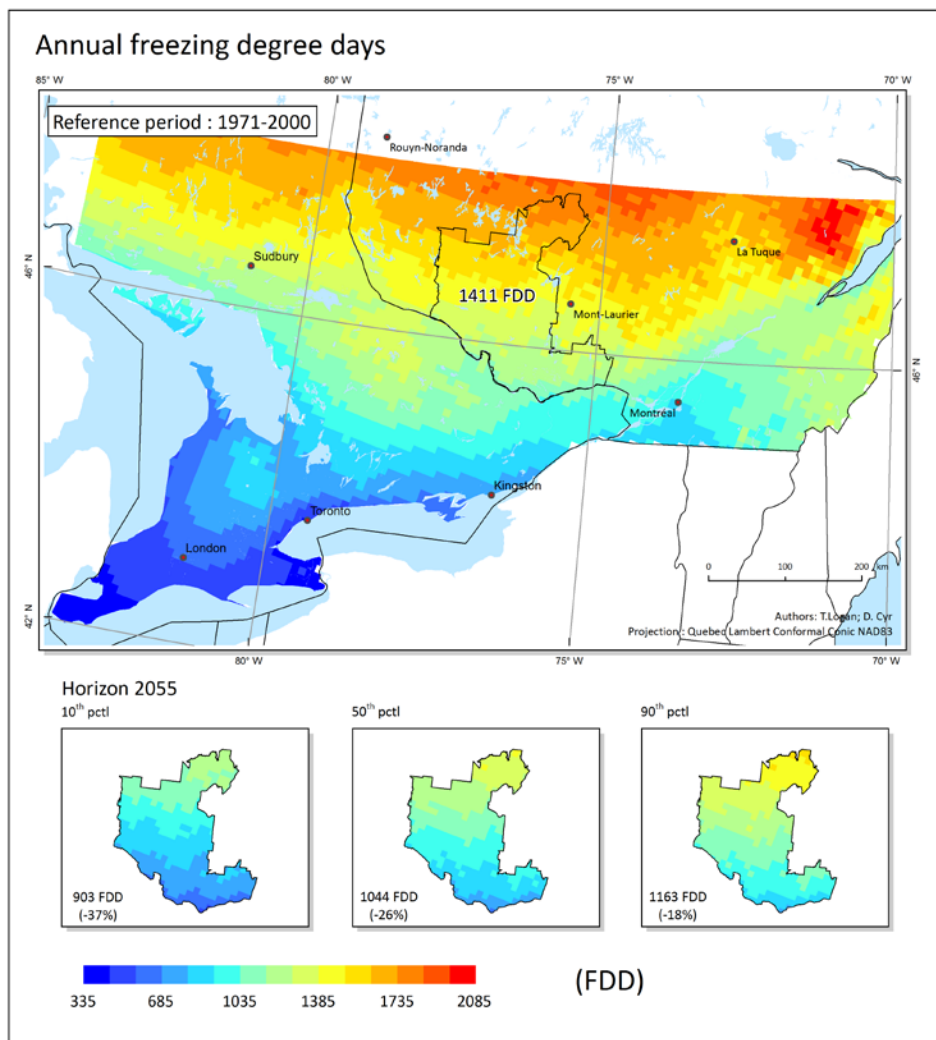 Annual freezing degree days
85° W
80° W
75° W
70° W
Reference period : 1971-2000
Rouyn-Noranda
La Tuque
46° N
Sudbury
1411 FDD
Mont-Laurier
46° N
Montréal
Kingston
Toronto
London
0 100 200 km
42° N
Authors: T.Logan; D. Cyr
Projection : Quebec Lambert Conformal Conic NAD83
80° W
75° W
70° W
Horizon 2055
10th pctl
50th pctl
90th pctl
903 FDD
(-37%)
1044 FDD
(-26%)
1163 FDD
(-18%)
335 685 1035 1385 1735 2085
(FDD)